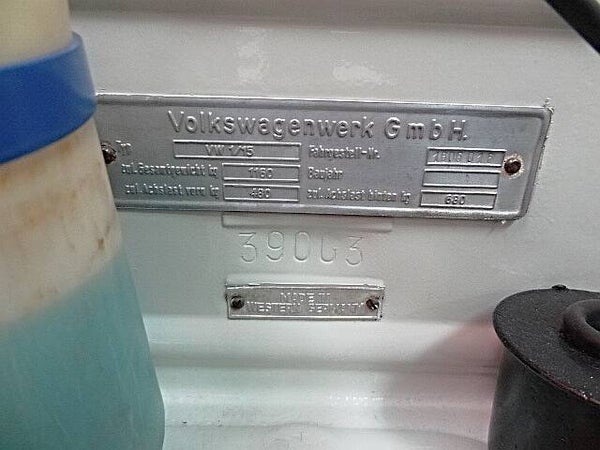 Volkswagenwerk GmbH.
Typ VW 1/15 Fahrgestell-Nr.
zul. Gesamtgewicht kg 1160 Baujahr
zul. Achslast vorn kg 480 zul. Achslast hinten kg 680
MADE IN
WESTERN GERMANY